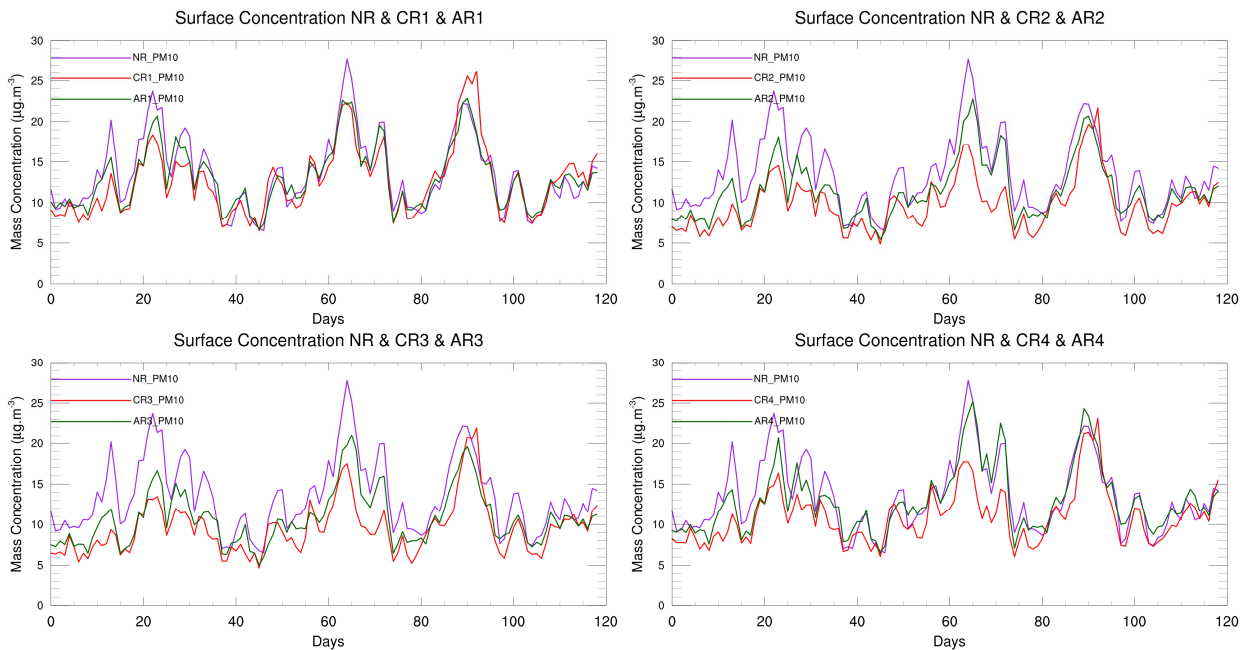 Surface Concentration NR & CR1 & AR1
Mass Concentration (µg.m-3)
30
25
20
15
10
5
0
NR_PM10
CR1_PM10
AR1_PM10
0 20 40 60 80 100 120
Days
Surface Concentration NR & CR2 & AR2
Mass Concentration (µg.m-3)
30
25
20
15
10
5
0
NR_PM10
CR2_PM10
AR2_PM10
0 20 40 60 80 100 120
Days
Surface Concentration NR & CR3 & AR3
Mass Concentration (µg.m-3)
30
25
20
15
10
5
0
NR_PM10
CR3_PM10
AR3_PM10
0 20 40 60 80 100 120
Days
Surface Concentration NR & CR4 & AR4
Mass Concentration (µg.m-3)
30
25
20
15
10
5
0
NR_PM10
CR4_PM10
AR4_PM10
0 20 40 60 80 100 120
Days